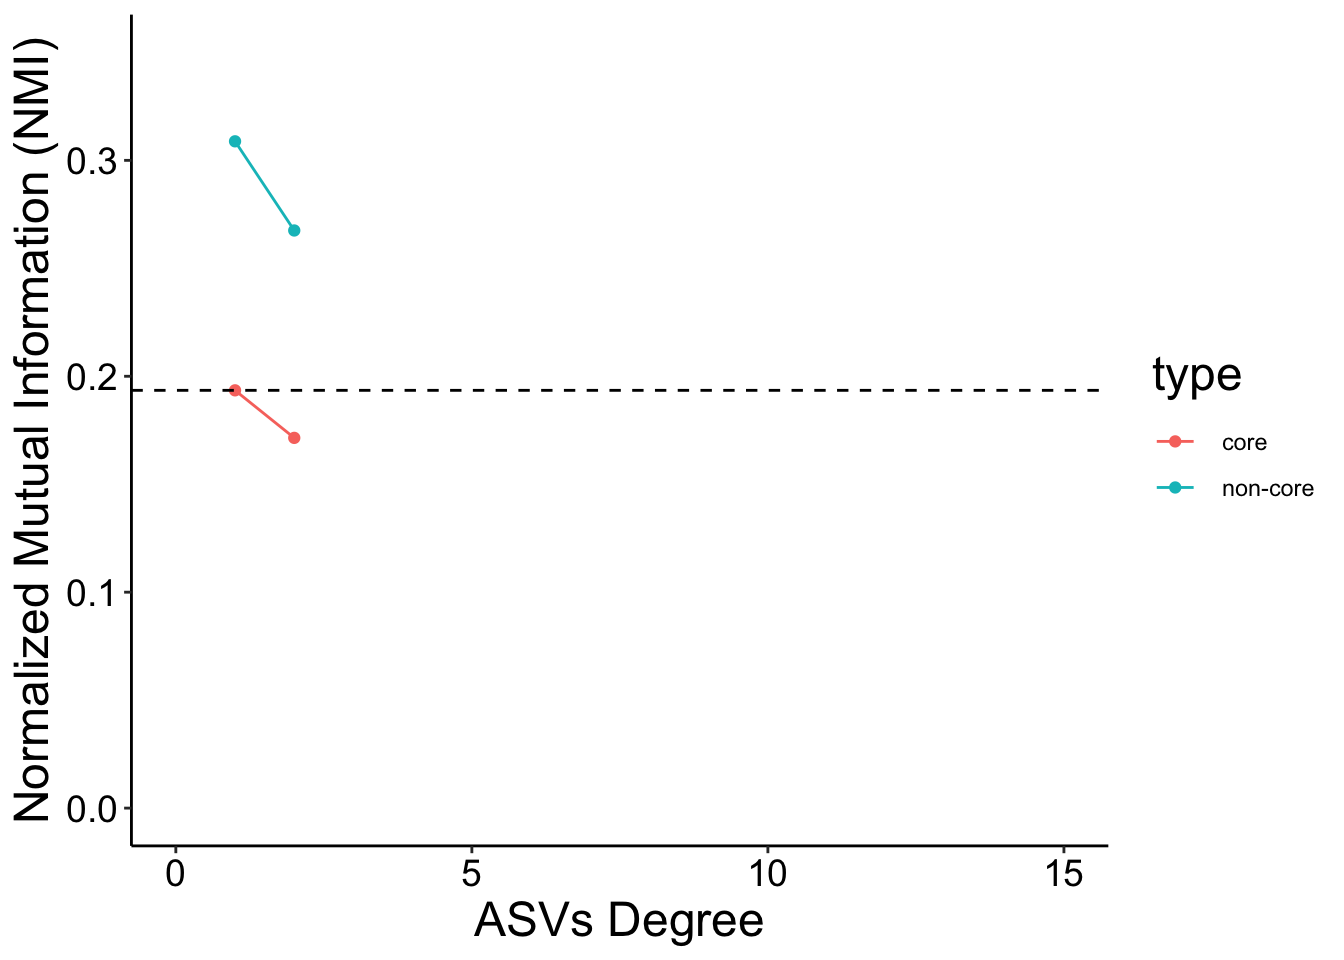 Normalized Mutual Information (NMI)
0.3
0.2
0.1
0.0
0 5 10 15
ASVs Degree
type
core
non-core